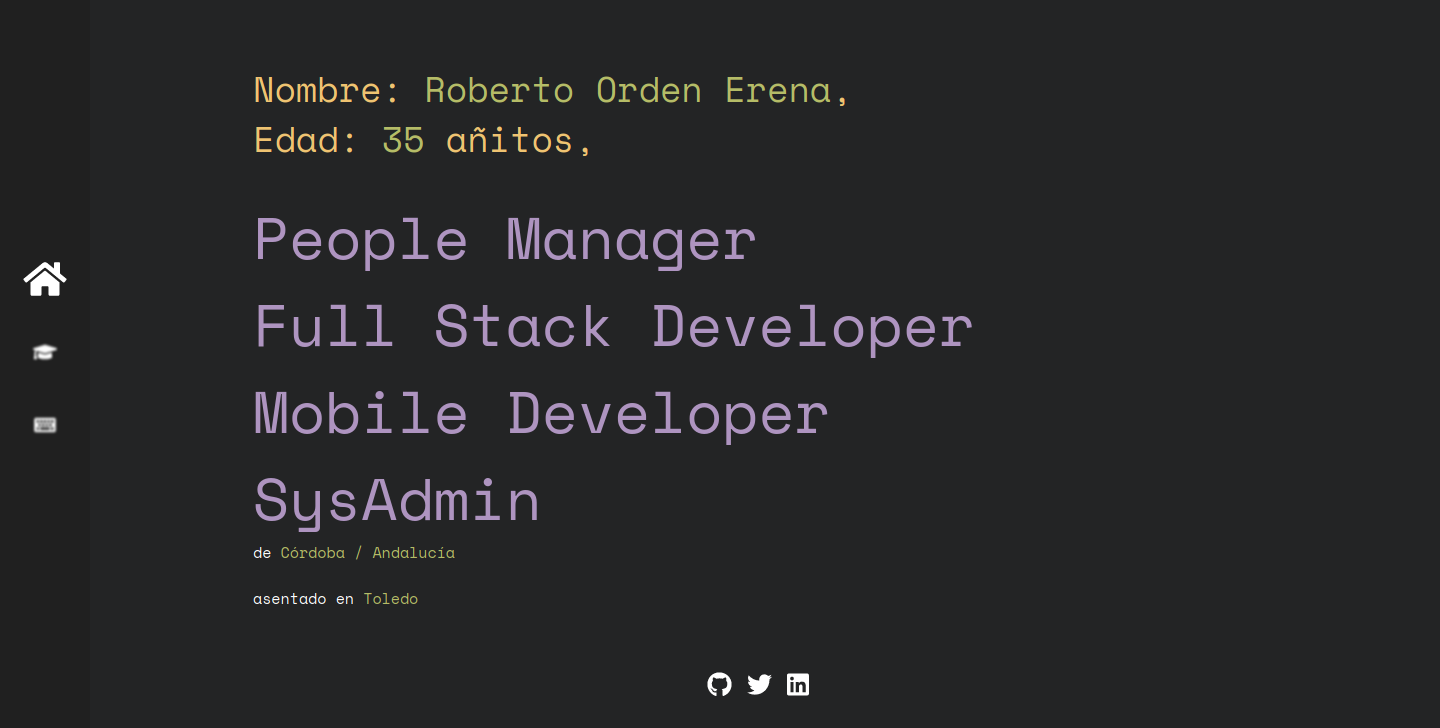 Nombre: Roberto Orden Erena,
Edad: 35 añitos,
People Manager
Full Stack Developer
Mobile Developer
SysAdmin
de Córdoba / Andalucía
asentado en Toledo